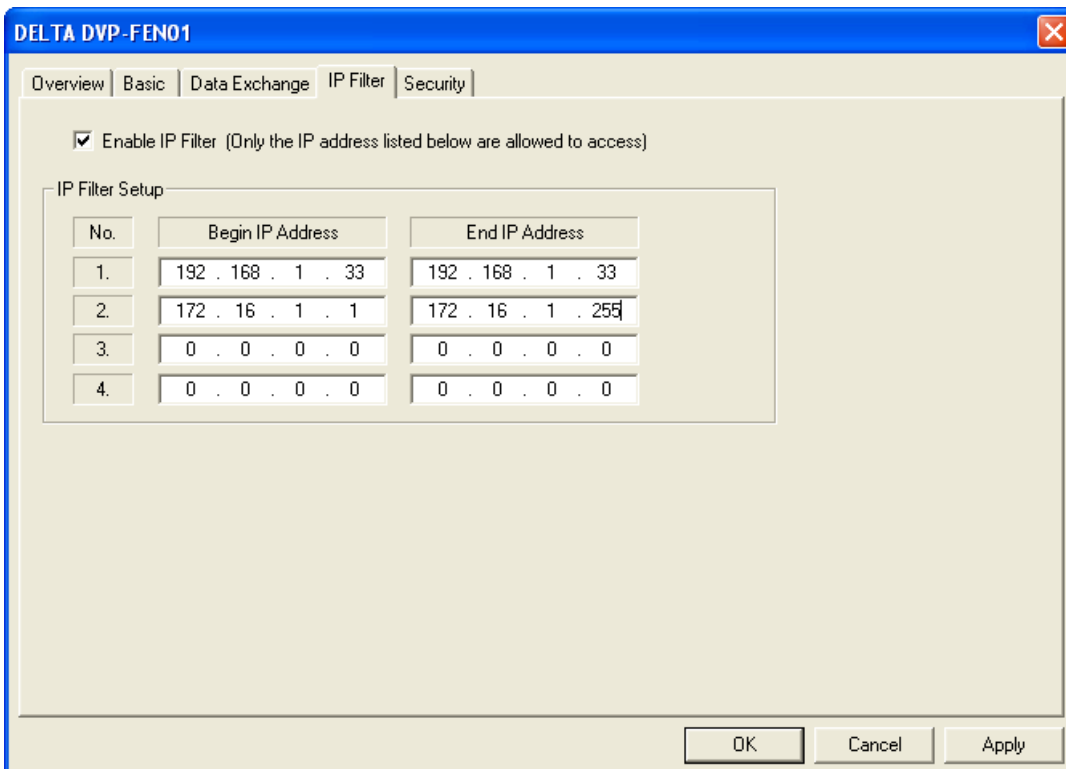 DELTA DVP-FEN01
Overview Basic Data Exchange IP Filter Security
Enable IP Filter (Only the IP address listed below are allowed to access)
IP Filter Setup
No. Begin IP Address End IP Address
1. 192 . 168 . 1 . 33 192 . 168 . 1 . 33
2. 172 . 16 . 1 . 1 172 . 16 . 1 . 255
3. 0 . 0 . 0 . 0 0 . 0 . 0 . 0
4. 0 . 0 . 0 . 0 0 . 0 . 0 . 0
OK Cancel Apply